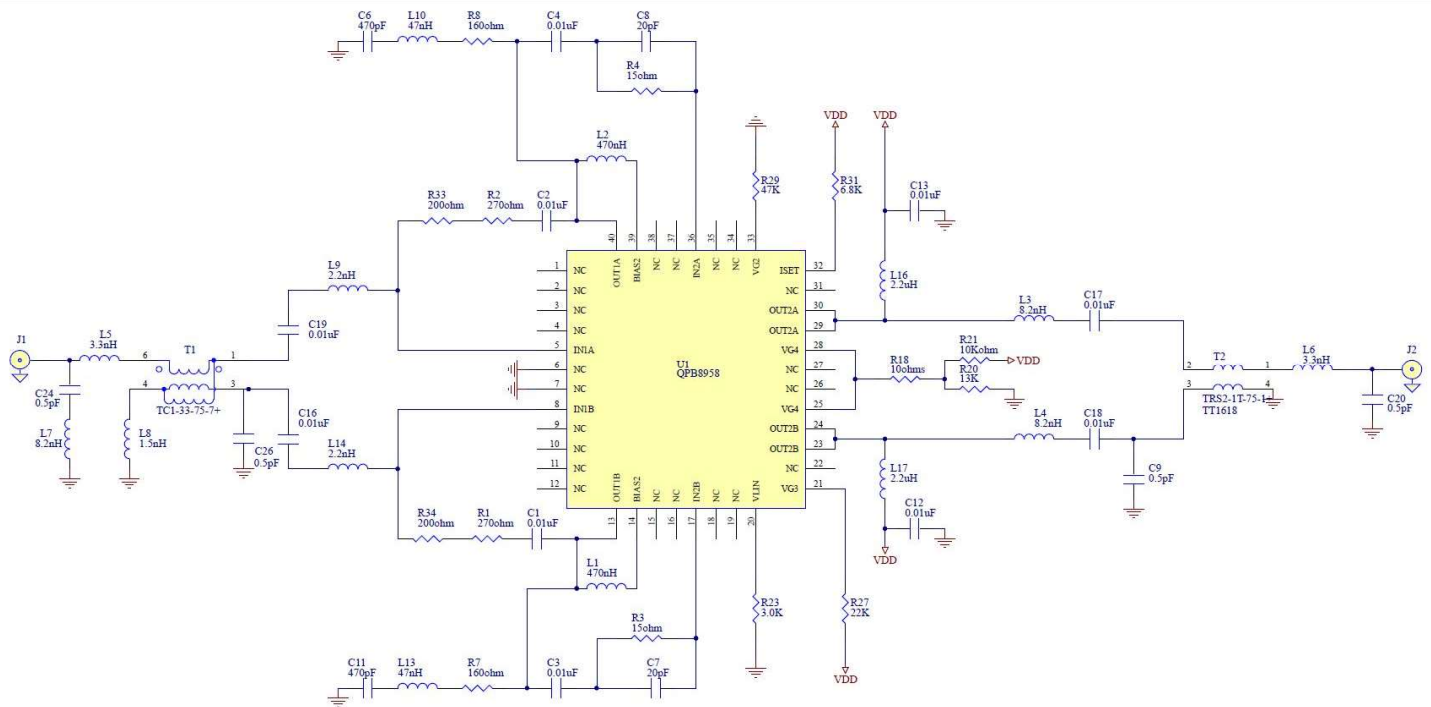 C6
470pF
L10
47nH
R8
160ohm
C4
0.01uF
C8
20pF
R4
15ohm
L2
470nH
VDD
VDD
R29
47K
R31
6.8K
C13
0.01uF
R33
200ohm
R2
270ohm
C2
0.01uF
40
39
38
37
36
35
34
33
OUT1A
BIAS2
NC
NC
IN2A
NC
NC
VG2
L9
2.2nH
L16
2.2uH
1 NC
2 NC
3 NC
4 NC
5 IN1A
6 NC
7 NC
8 IN1B
9 NC
10 NC
11 NC
12 NC
ISET 32
NC 31
OUT2A 30
OUT2A 29
VG4 28
NC 27
NC 26
VG4 25
OUT2B 24
OUT2B 23
NC 22
VG3 21
U1
QPB8958
C19
0.01uF
L3
8.2nH
C17
0.01uF
J1
L5
3.3nH
6
T1
1
4
3
TC1-33-75-7+
C24
0.5pF
L7
8.2nH
L8
1.5nH
C26
0.5pF
C16
0.01uF
L14
2.2nH
R18
10ohms
R21
10Kohm
VDD
R20
13K
2
T2
1
3
4
TRS2-1T-75-1+
TT1618
L6
3.3nH
J2
C20
0.5pF
L4
8.2nH
C18
0.01uF
C9
0.5pF
L17
2.2uH
C12
0.01uF
VDD
OUT1B
BIAS2
NC
NC
IN2B
NC
NC
VLIN
13
14
15
16
17
18
19
20
R34
200ohm
R1
270ohm
C1
0.01uF
L1
470nH
R23
3.0K
R27
22K
R3
15ohm
C11
470pF
L13
47nH
R7
160ohm
C3
0.01uF
C7
20pF
VDD